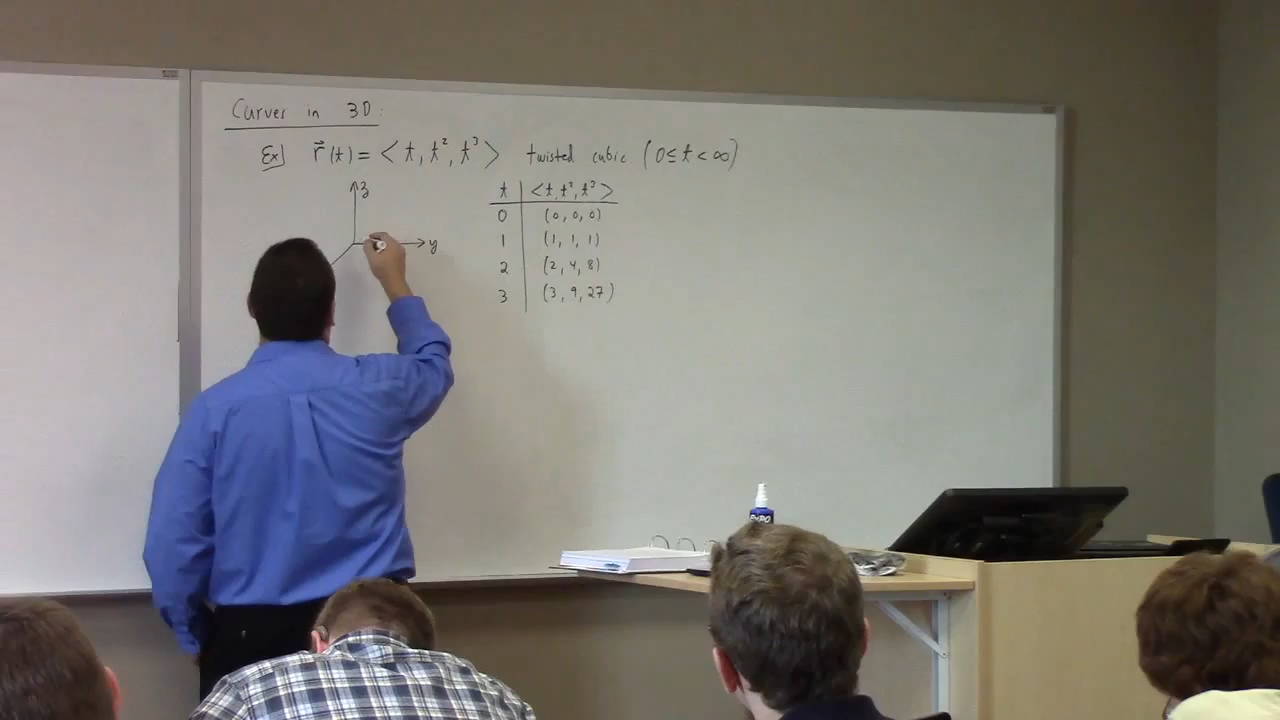 Curves in 3D:
Ex) r⃗(t) = <t, t², t³> twisted cubic (0 ≤ t < ∞)
z
y
t <t, t², t³>
0 (0, 0, 0)
1 (1, 1, 1)
2 (2, 4, 8)
3 (3, 9, 27)
EXPO